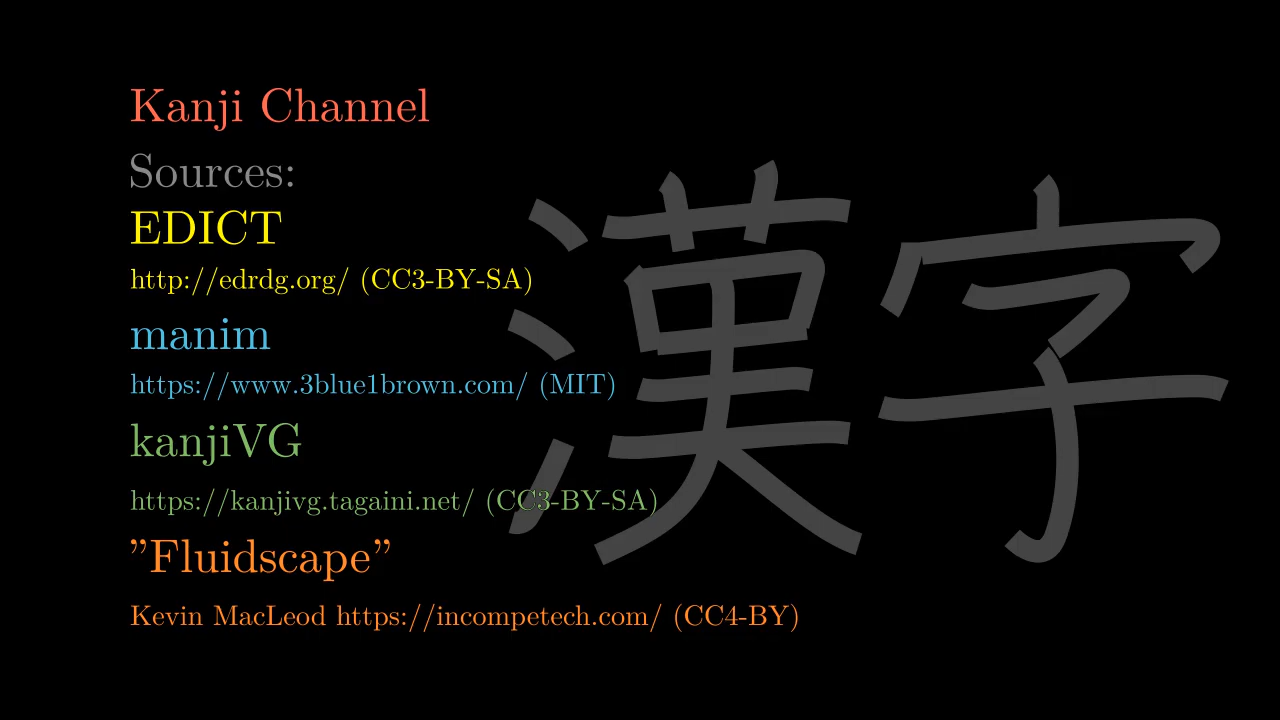 Kanji Channel
Sources:
EDICT
http://edrdg.org/ (CC3-BY-SA)
manim
https://www.3blue1brown.com/ (MIT)
kanjiVG
https://kanjivg.tagaini.net/ (CC3-BY-SA)
”Fluidscape”
Kevin MacLeod https://incompetech.com/ (CC4-BY)
漢字